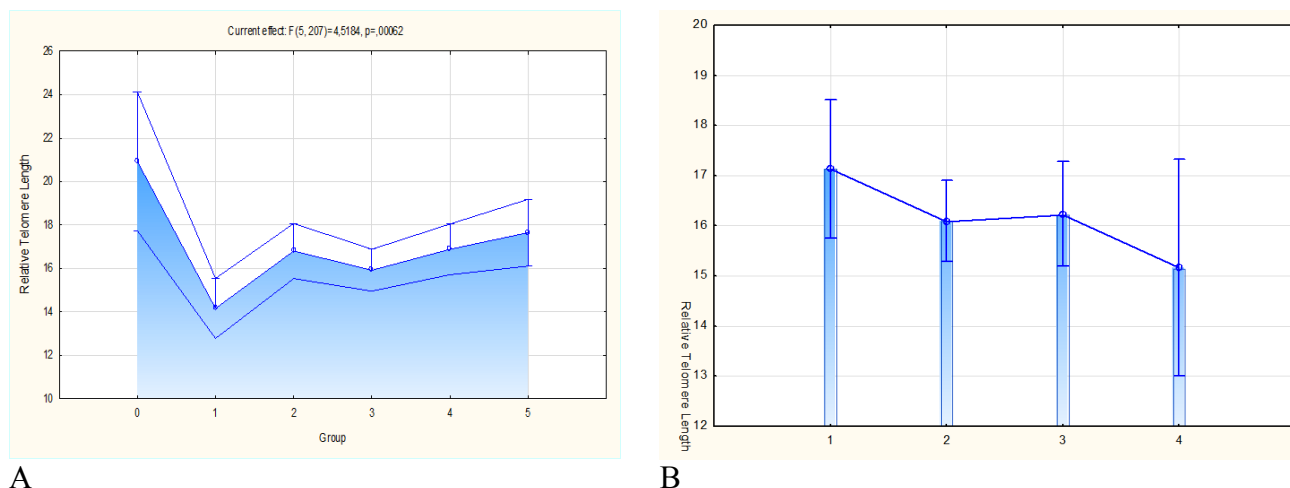 Current effect: F(5, 207)=4,5184, p=,00062
26
24
22
20
18
16
14
12
10
Relative Telomere Length
0 1 2 3 4 5
Group
A
20
19
18
17
16
15
14
13
12
Relative Telomere Length
1 2 3 4
B